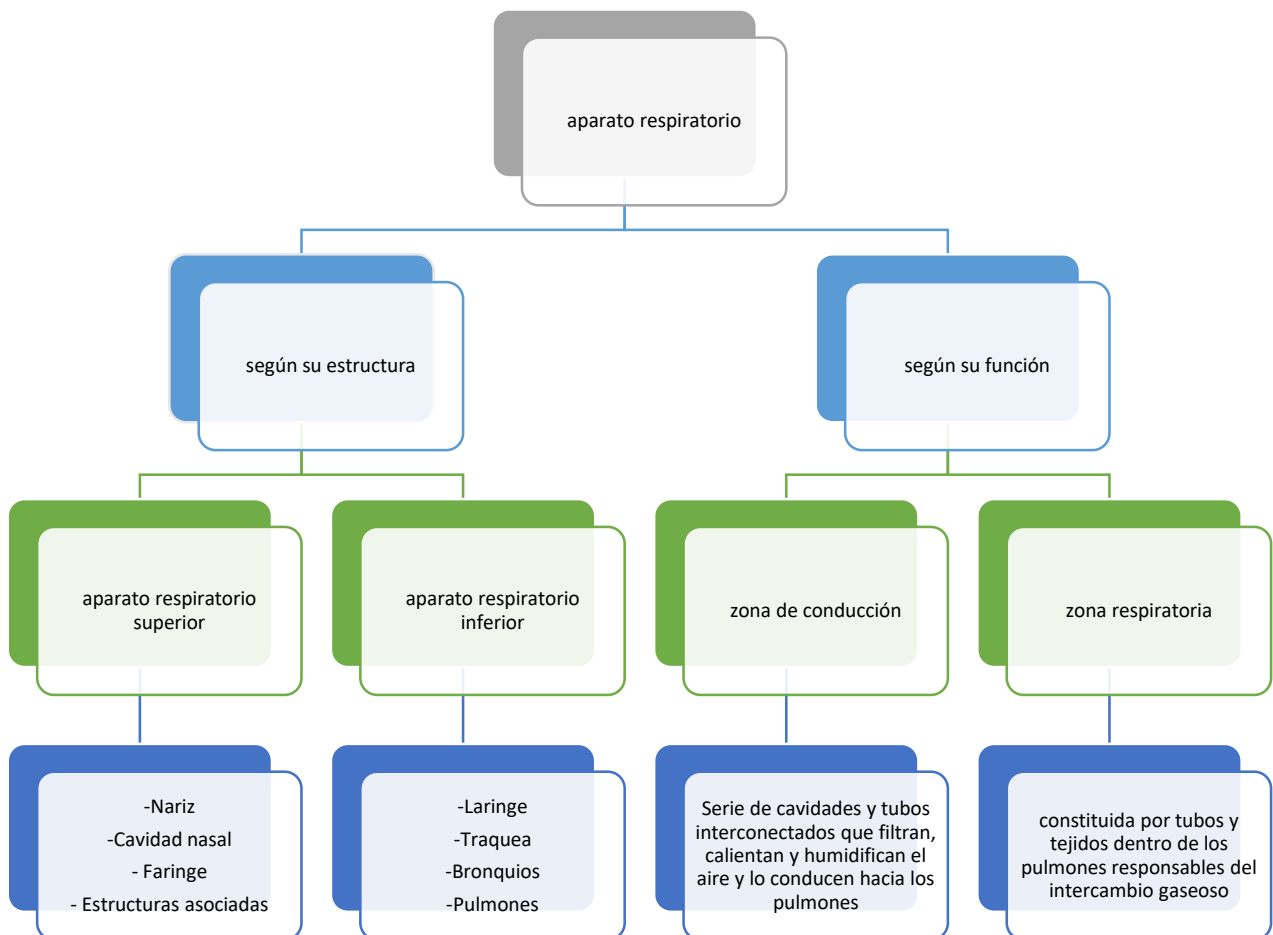 aparato respiratorio
según su estructura
según su función
aparato respiratorio
superior
aparato respiratorio
inferior
zona de conducción
zona respiratoria
-Nariz
-Cavidad nasal
- Faringe
- Estructuras asociadas
-Laringe
-Traquea
-Bronquios
-Pulmones
Serie de cavidades y tubos
interconectados que filtran,
calientan y humidifican el
aire y lo conducen hacia los
pulmones
constituida por tubos y
tejidos dentro de los
pulmones responsables del
intercambio gaseoso